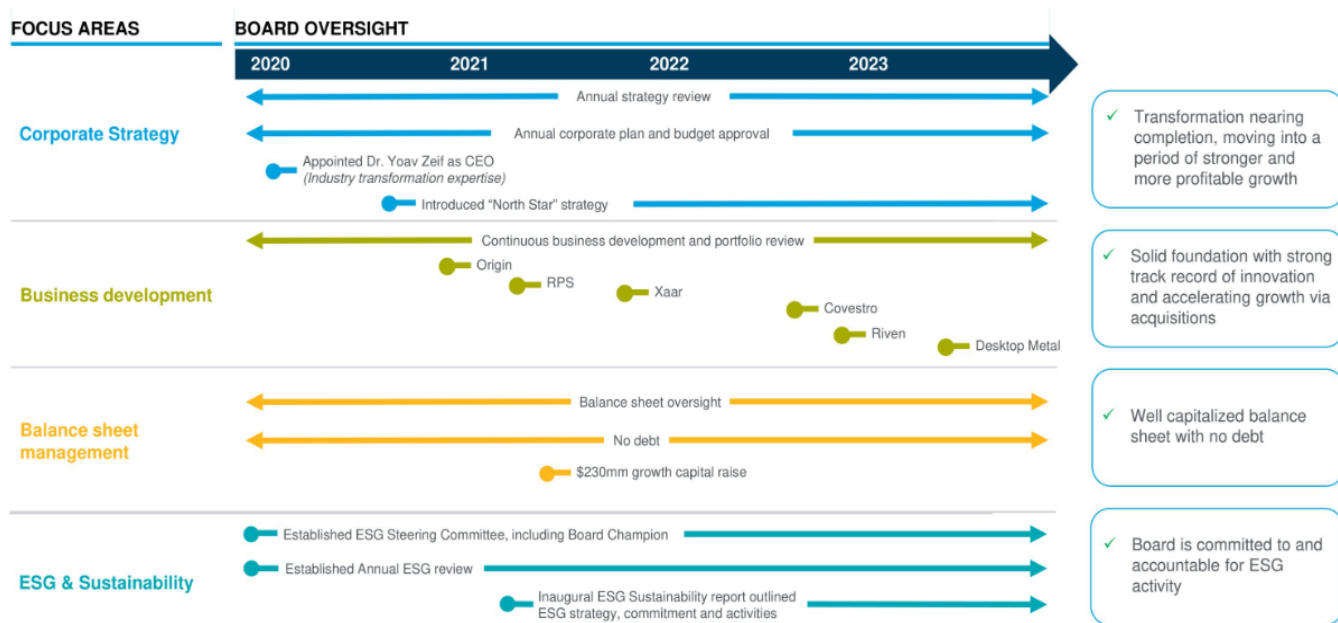 FOCUS AREAS
BOARD OVERSIGHT
2020
2021
2022
2023
Corporate Strategy
Annual strategy review
Annual corporate plan and budget approval
Appointed Dr. Yoav Zeif as CEO
(Industry transformation expertise)
Introduced “North Star” strategy
✓ Transformation nearing
completion, moving into a
period of stronger and
more profitable growth
Business development
Continuous business development and portfolio review
Origin
RPS
Xaar
Covestro
Riven
Desktop Metal
✓ Solid foundation with strong
track record of innovation
and accelerating growth via
acquisitions
Balance sheet
management
Balance sheet oversight
No debt
$230mm growth capital raise
✓ Well capitalized balance
sheet with no debt
ESG & Sustainability
Established ESG Steering Committee, including Board Champion
Established Annual ESG review
Inaugural ESG Sustainability report outlined
ESG strategy, commitment and activities
✓ Board is committed to and
accountable for ESG
activity